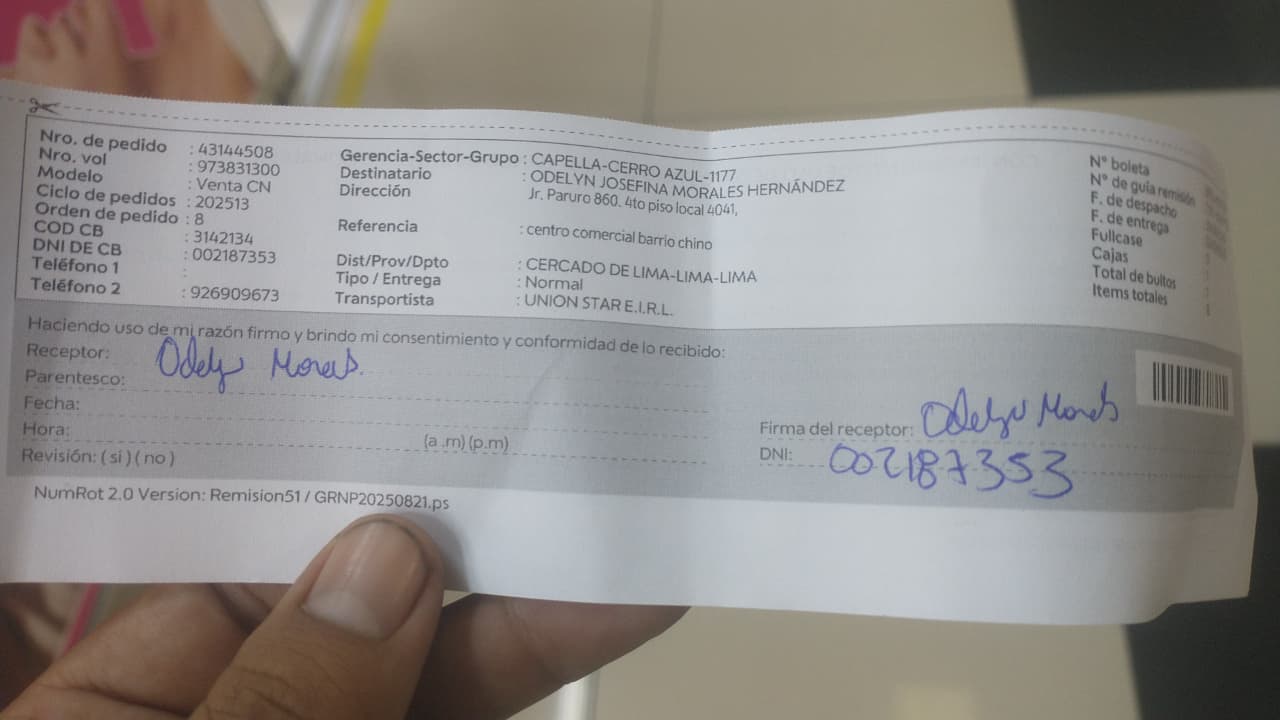 Nro. de pedido : 43144508
Nro. vol : 973831300
Modelo : Venta CN
Ciclo de pedidos : 202513
Orden de pedido : 8
COD CB : 3142134
DNI DE CB : 002187353
Teléfono 1 :
Teléfono 2 : 926909673
Gerencia-Sector-Grupo : CAPELLA-CERRO AZUL-1177
Destinatario : ODELYN JOSEFINA MORALES HERNÁNDEZ
Dirección Jr. Paruro 860. 4to piso local 4041,
Referencia : centro comercial barrio chino
Dist/Prov/Dpto : CERCADO DE LIMA-LIMA-LIMA
Tipo / Entrega : Normal
Transportista : UNION STAR E.I.R.L.
N° boleta
N° de guía remisión
F. de despacho
F. de entrega
Fullcase
Cajas
Total de bultos
Items totales
Haciendo uso de mi razón firmo y brindo mi consentimiento y conformidad de lo recibido:
Receptor: Odelyn Morales
Parentesco:
Fecha:
Hora: (a .m) (p.m)
Revisión: ( si ) ( no )
Firma del receptor: Odelyn Morales
DNI: 002187353
NumRot 2.0 Version: Remision51 / GRNP20250821.ps